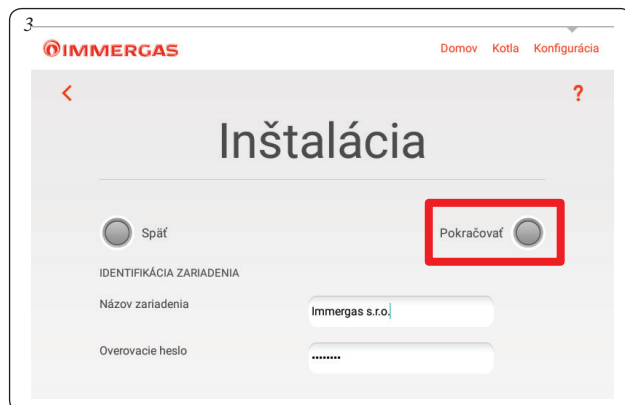 3
IMMERGAS
Domov Kotla Konfigurácia
< ?
Inštalácia
Späť Pokračovať
IDENTIFIKÁCIA ZARIADENIA
Názov zariadenia Immergas s.r.o.
Overovacie heslo ••••••••